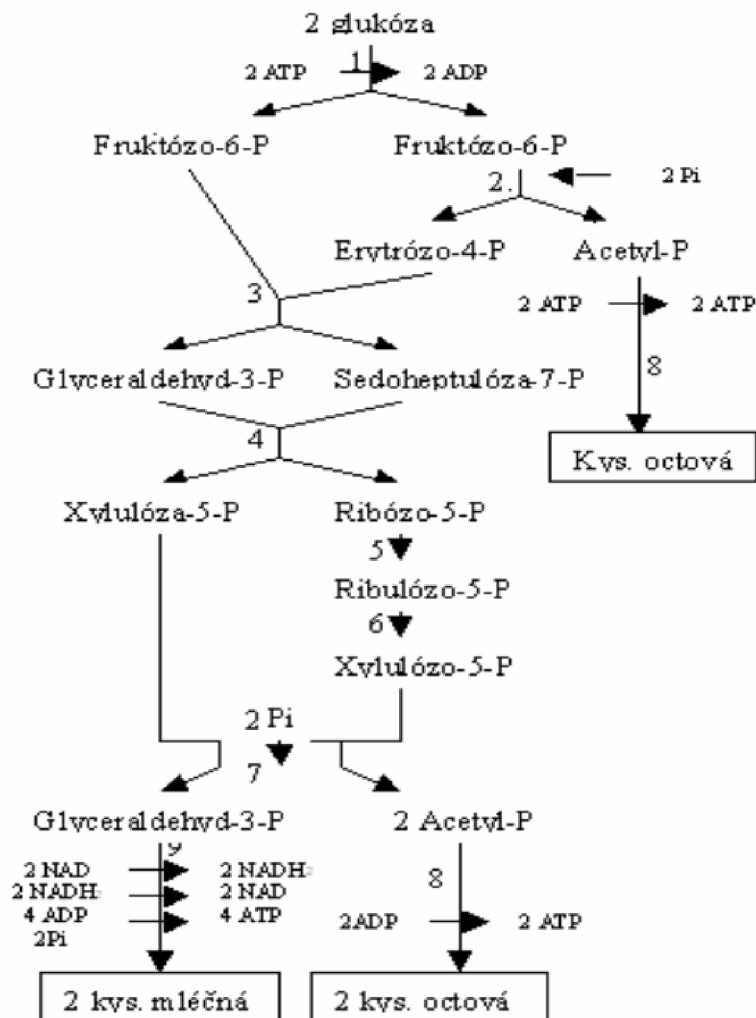 2 glukóza
1
2 ATP 2 ADP
Fruktózo-6-P Fruktózo-6-P
2. 2 Pi
Erytrózo-4-P Acetyl-P
3 2 ATP 2 ATP
Glyceraldehyd-3-P Sedoheptulóza-7-P 8
4 Kys. octová
Xylulóza-5-P Ribózo-5-P
5
Ribulózo-5-P
6
Xylulózo-5-P
2 Pi
7
Glyceraldehyd-3-P 2 Acetyl-P
9
2 NAD 2 NADH₂
8
2 NADH₂ 2 NAD
4 ADP 4 ATP 2ADP 2 ATP
2Pi
2 kys. mléčná 2 kys. octová